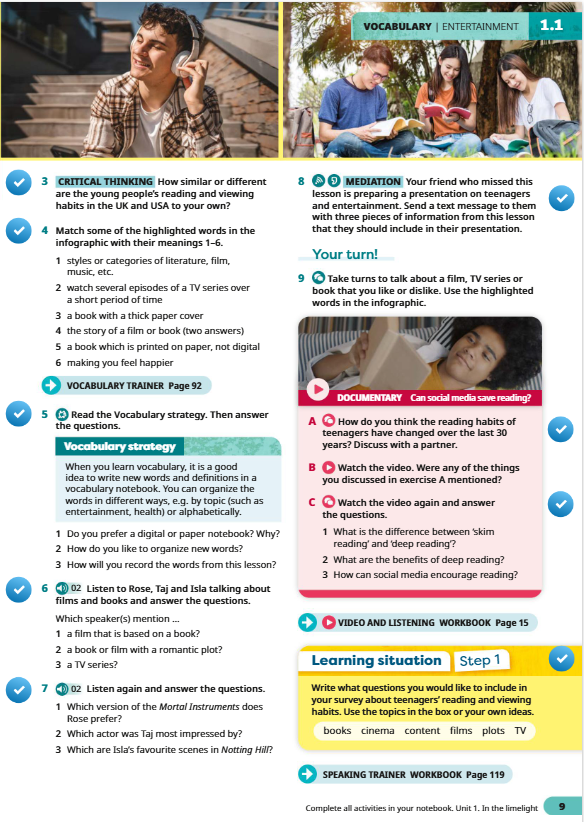 VOCABULARY | ENTERTAINMENT 1.1
3 CRITICAL THINKING How similar or different
are the young people's reading and viewing
habits in the UK and USA to your own?
4 Match some of the highlighted words in the
infographic with their meanings 1–6.
1 styles or categories of literature, film,
music, etc.
2 watch several episodes of a TV series over
a short period of time
3 a book with a thick paper cover
4 the story of a film or book (two answers)
5 a book which is printed on paper, not digital
6 making you feel happier
VOCABULARY TRAINER Page 92
5 Read the Vocabulary strategy. Then answer
the questions.
Vocabulary strategy
When you learn vocabulary, it is a good
idea to write new words and definitions in a
vocabulary notebook. You can organize the
words in different ways, e.g. by topic (such as
entertainment, health) or alphabetically.
1 Do you prefer a digital or paper notebook? Why?
2 How do you like to organize new words?
3 How will you record the words from this lesson?
6 02 Listen to Rose, Taj and Isla talking about
films and books and answer the questions.
Which speaker(s) mention ...
1 a film that is based on a book?
2 a book or film with a romantic plot?
3 a TV series?
7 02 Listen again and answer the questions.
1 Which version of the Mortal Instruments does
Rose prefer?
2 Which actor was Taj most impressed by?
3 Which are Isla's favourite scenes in Notting Hill?
8 MEDIATION Your friend who missed this
lesson is preparing a presentation on teenagers
and entertainment. Send a text message to them
with three pieces of information from this lesson
that they should include in their presentation.
Your turn!
9 Take turns to talk about a film, TV series or
book that you like or dislike. Use the highlighted
words in the infographic.
DOCUMENTARY Can social media save reading?
A How do you think the reading habits of
teenagers have changed over the last 30
years? Discuss with a partner.
B Watch the video. Were any of the things
you discussed in exercise A mentioned?
C Watch the video again and answer
the questions.
1 What is the difference between 'skim
reading' and 'deep reading'?
2 What are the benefits of deep reading?
3 How can social media encourage reading?
VIDEO AND LISTENING WORKBOOK Page 15
Learning situation Step 1
Write what questions you would like to include in
your survey about teenagers' reading and viewing
habits. Use the topics in the box or your own ideas.
books cinema content films plots TV
SPEAKING TRAINER WORKBOOK Page 119
Complete all activities in your notebook. Unit 1. In the limelight 9